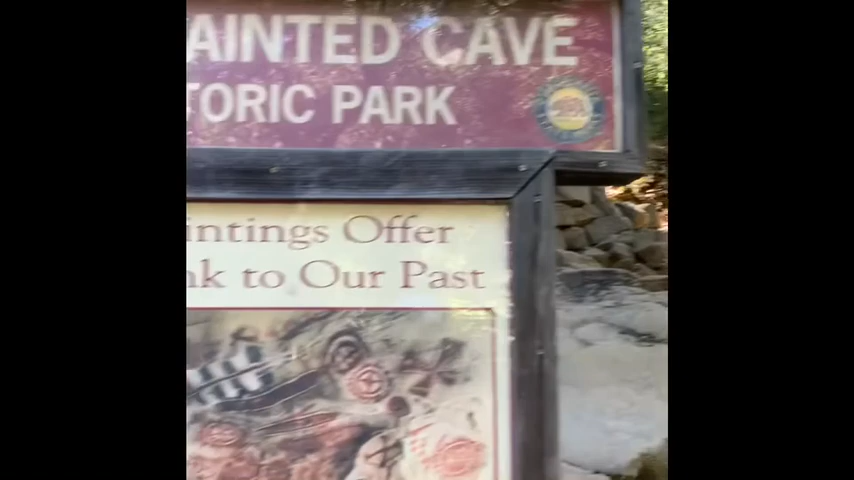 AINTED CAVE
TORIC PARK
intings Offer
nk to Our Past